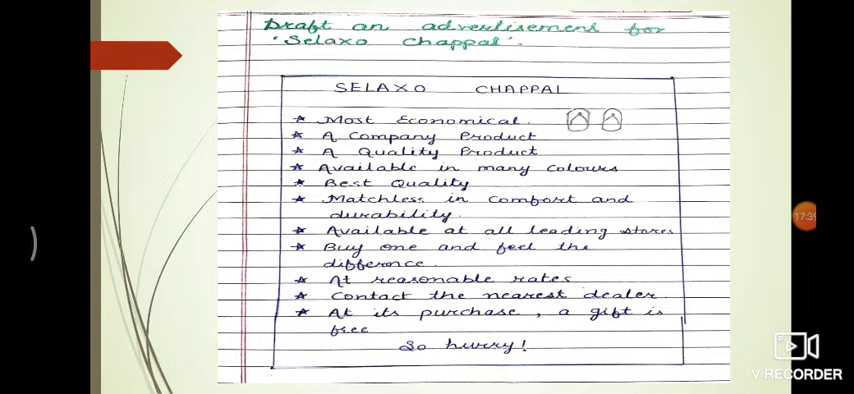 Draft an advertisement for
'Selaxo Chappal'.
SELAXO CHAPPAL
★ Most Economical.
★ A Company Product
★ A Quality Product
★ Available in many colours
★ Best Quality
★ Matchless in comfort and
durability.
★ Available at all leading stores
★ Buy one and feel the
difference.
★ At reasonable rates
★ Contact the nearest dealer.
★ At its purchase, a gift is
free
So hurry!
17:39
V RECORDER